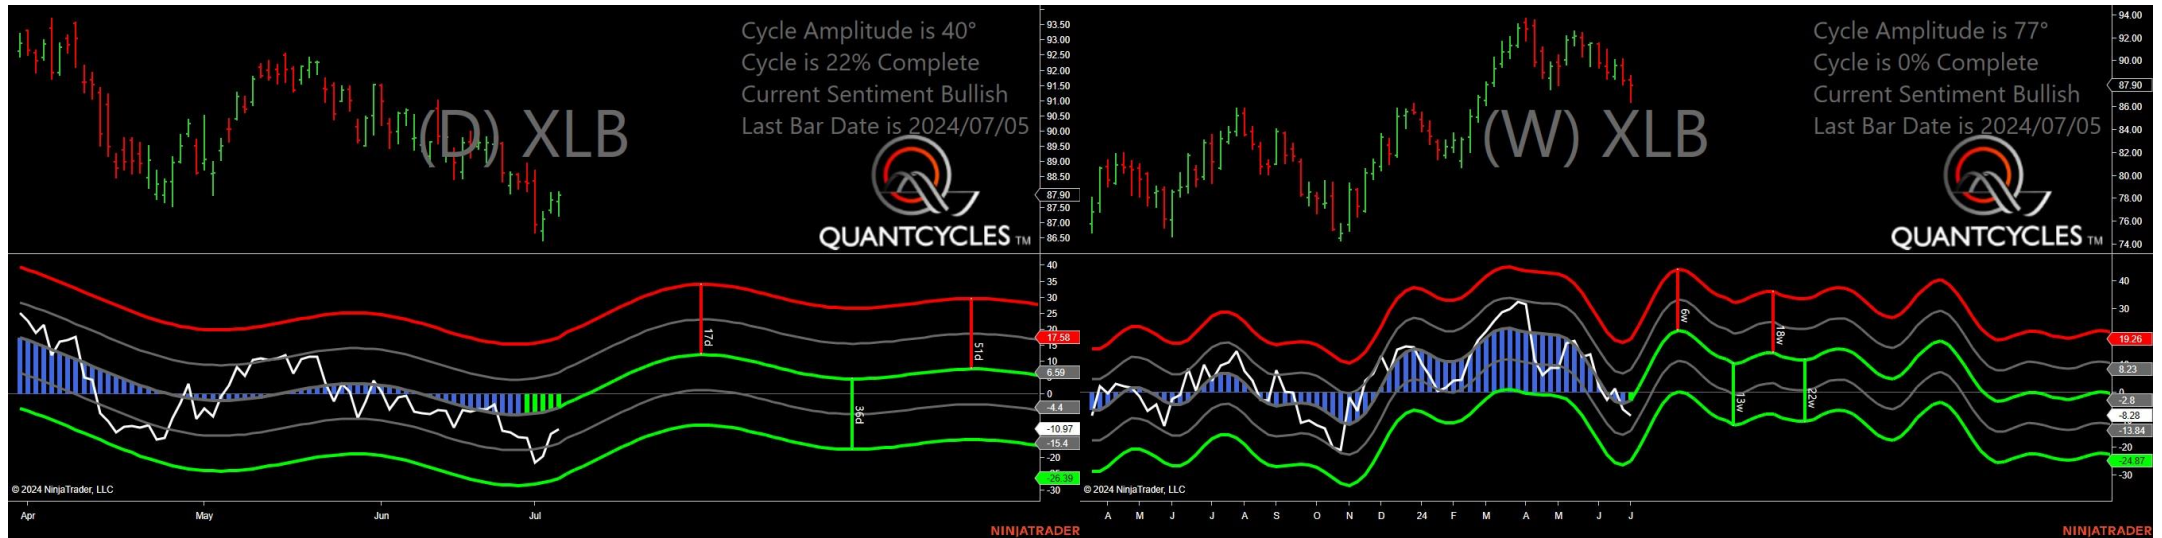 Cycle Amplitude is 40°
Cycle is 22% Complete
Current Sentiment Bullish
Last Bar Date is 2024/07/05
(D) XLB
QUANTCYCLES TM
93.50
93.00
92.50
92.00
91.50
91.00
90.50
90.00
89.50
89.00
88.50
87.90
87.50
87.00
86.50
40
35
30
25
20
17.58
15
10
6.59
0
-4.4
-10.97
-15.4
-20
-26.39
-30
17d
36d
51d
© 2024 NinjaTrader, LLC
Apr May Jun Jul
NINJATRADER
Cycle Amplitude is 77°
Cycle is 0% Complete
Current Sentiment Bullish
Last Bar Date is 2024/07/05
(W) XLB
QUANTCYCLES TM
94.00
92.00
90.00
87.90
86.00
84.00
82.00
80.00
78.00
76.00
74.00
40
30
19.26
8.23
0
-2.8
-8.28
-13.84
-20
-24.87
-30
6w
13w
18w
22w
© 2024 NinjaTrader, LLC
A M J J A S O N D 24 F M A M J J
NINJATRADER